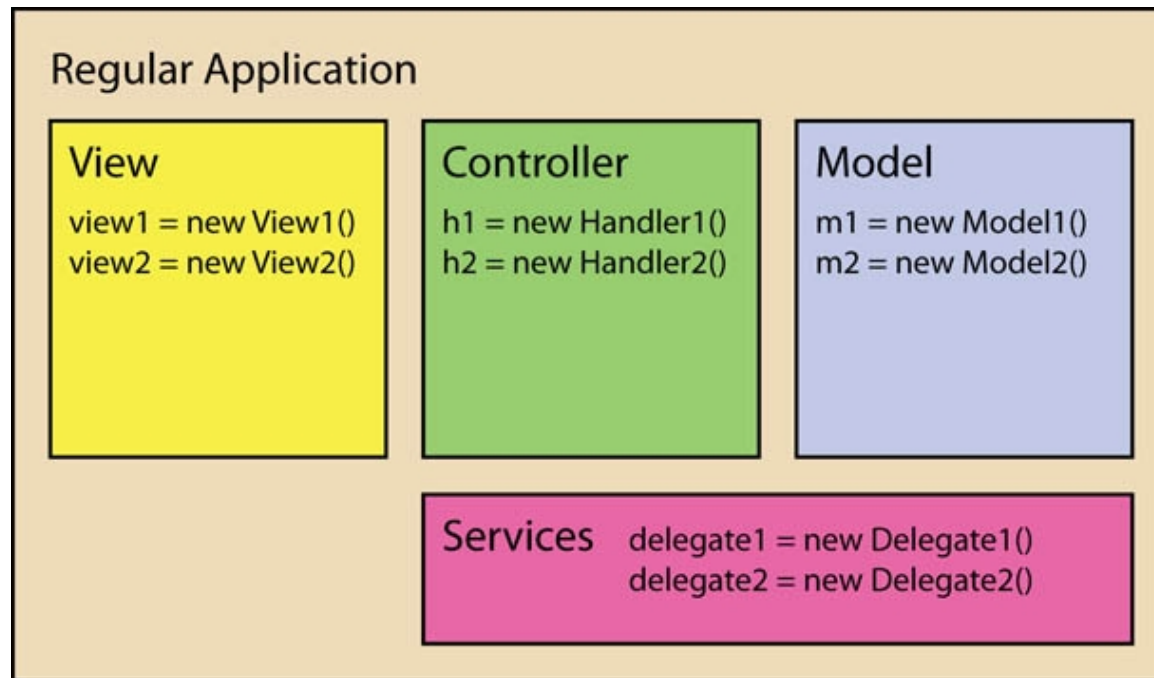 Regular Application
View
view1 = new View1()
view2 = new View2()
Controller
h1 = new Handler1()
h2 = new Handler2()
Model
m1 = new Model1()
m2 = new Model2()
Services
delegate1 = new Delegate1()
delegate2 = new Delegate2()